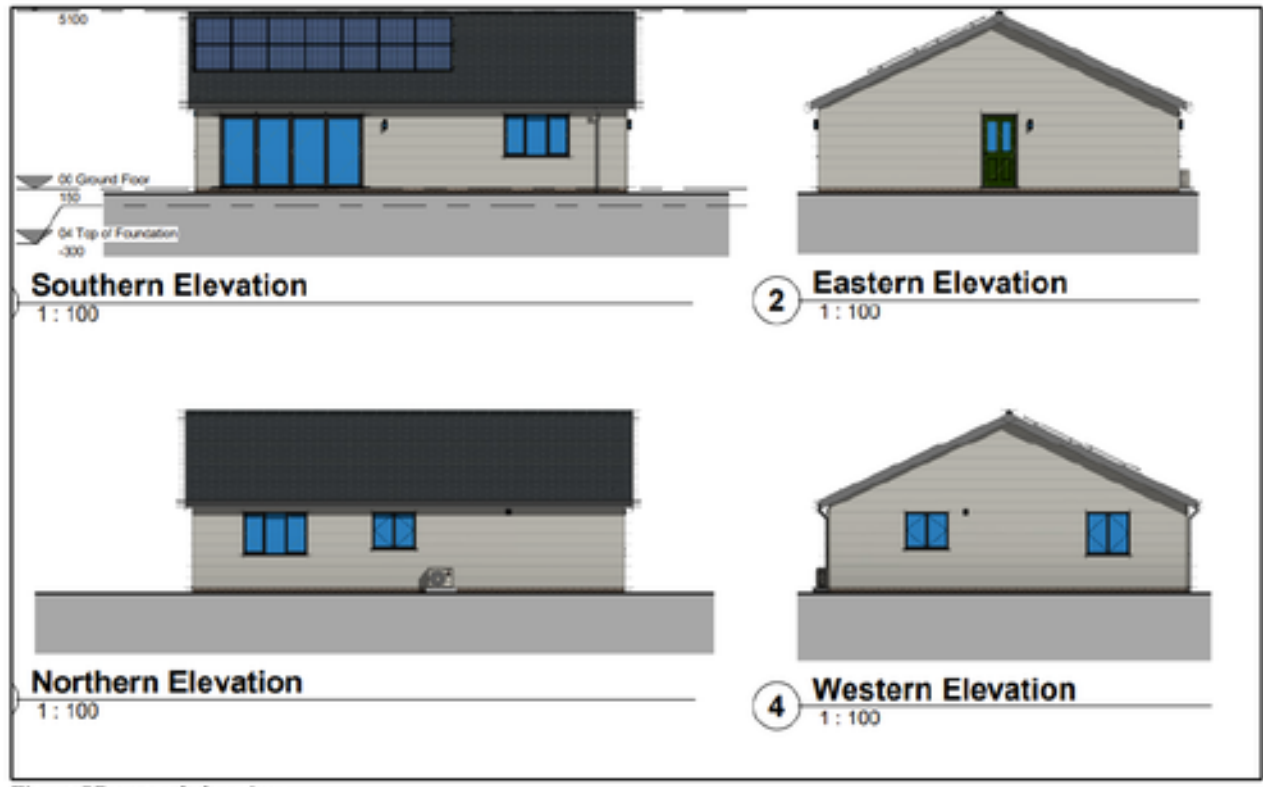 5100
00 Ground Floor
150
04 Top of Foundation
-300
Southern Elevation
1 : 100
2
Eastern Elevation
1 : 100
Northern Elevation
1 : 100
4
Western Elevation
1 : 100